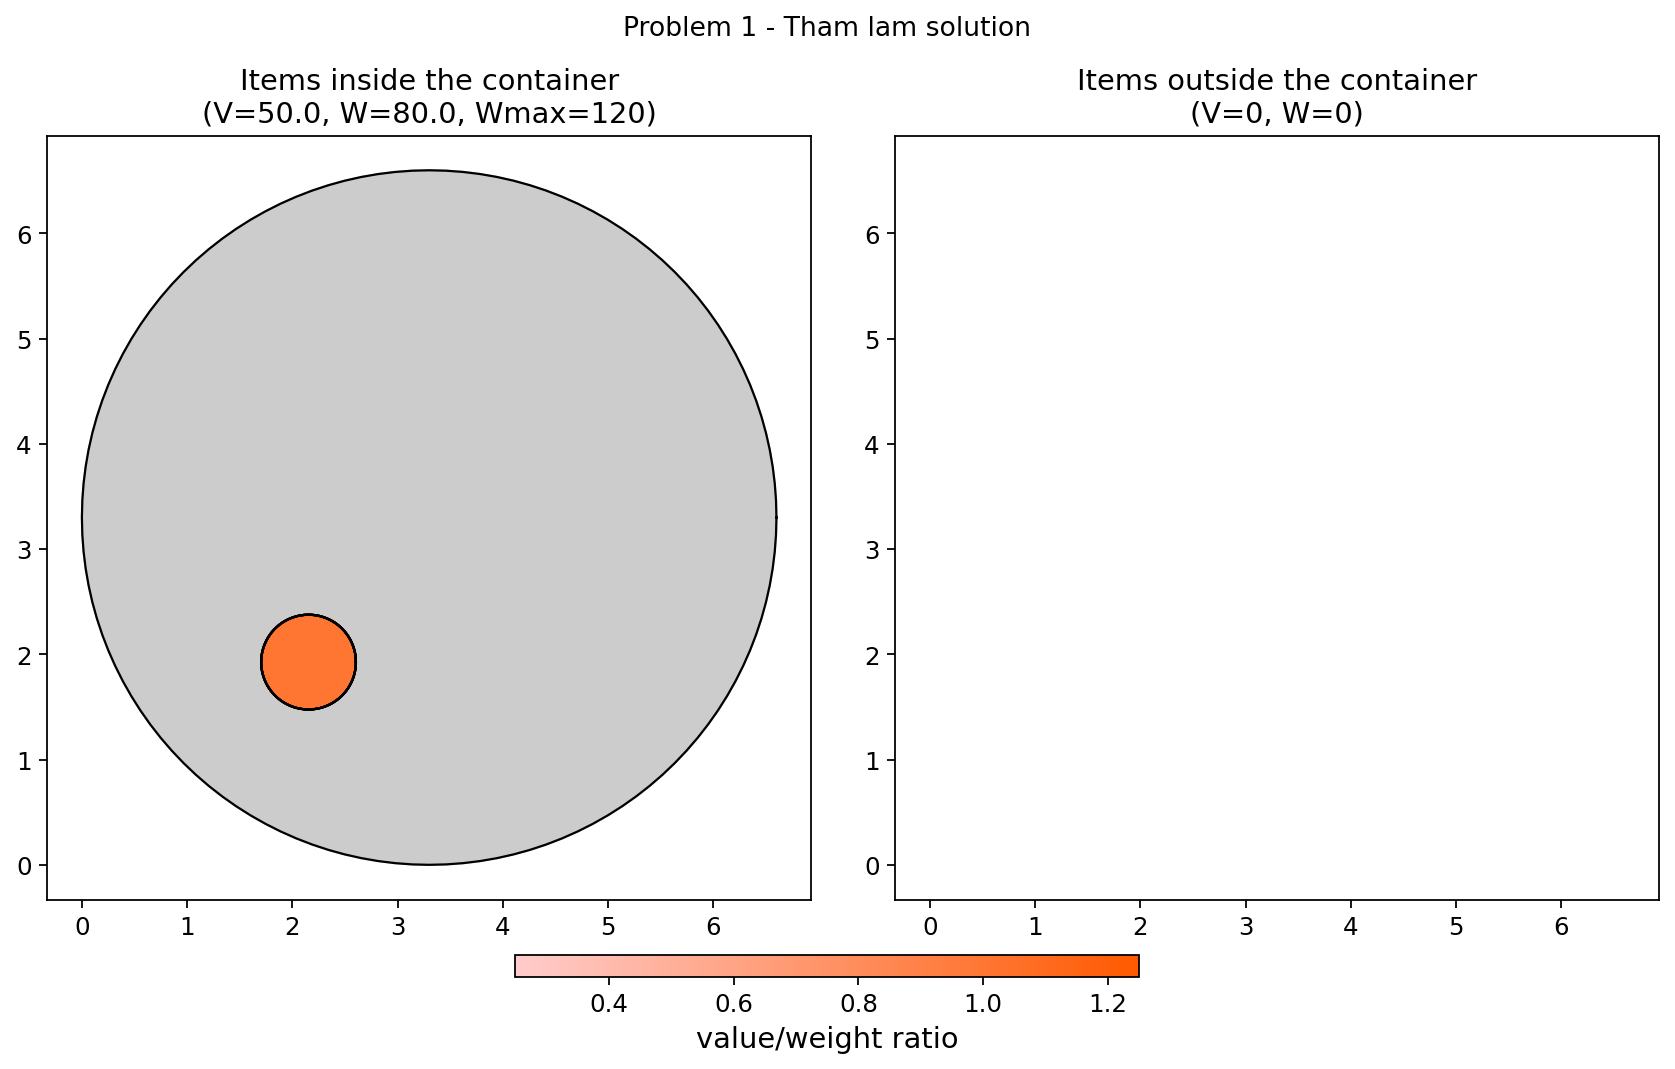 Problem 1 - Tham lam solution
Items inside the container
(V=50.0, W=80.0, Wmax=120)
6
5
4
3
2
1
0
0 1 2 3 4 5 6
Items outside the container
(V=0, W=0)
6
5
4
3
2
1
0
0 1 2 3 4 5 6
0.4 0.6 0.8 1.0 1.2
value/weight ratio